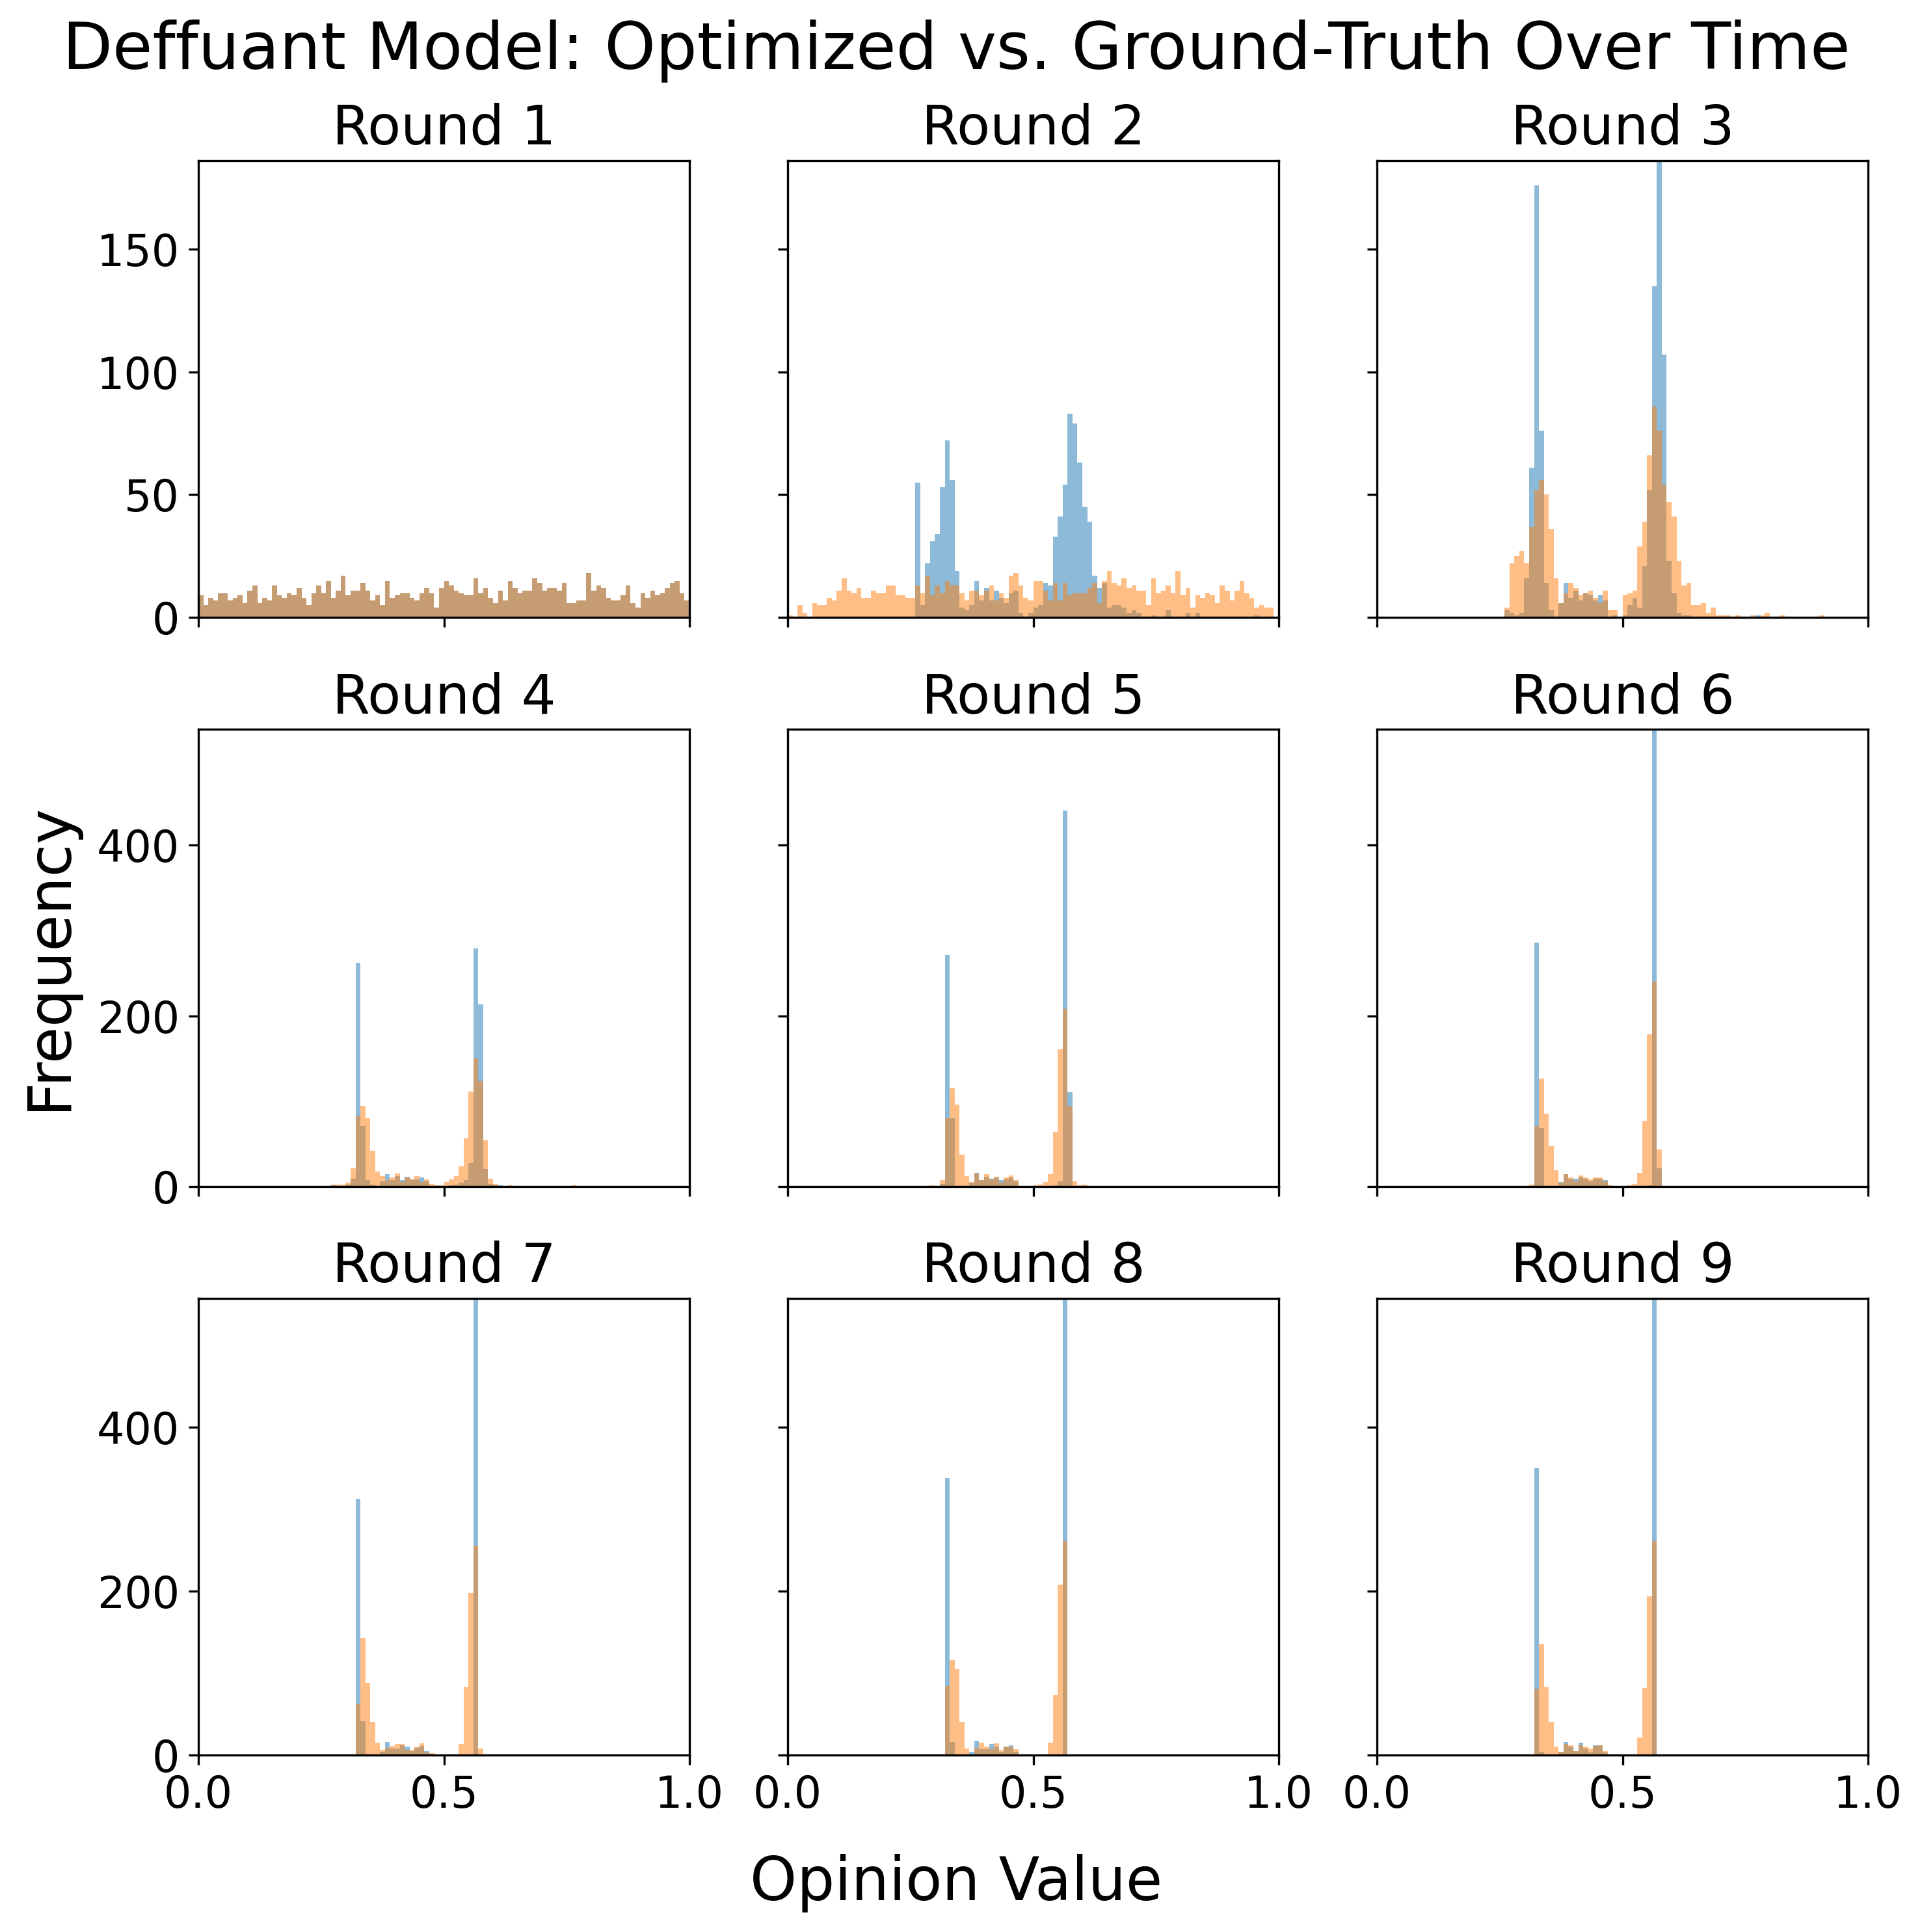 Deffuant Model: Optimized vs. Ground-Truth Over Time
Round 1
Round 2
Round 3
150
100
50
0
Round 4
Round 5
Round 6
400
200
0
Frequency
Round 7
Round 8
Round 9
400
200
0
0.0 0.5 1.0
0.0 0.5 1.0
0.0 0.5 1.0
Opinion Value